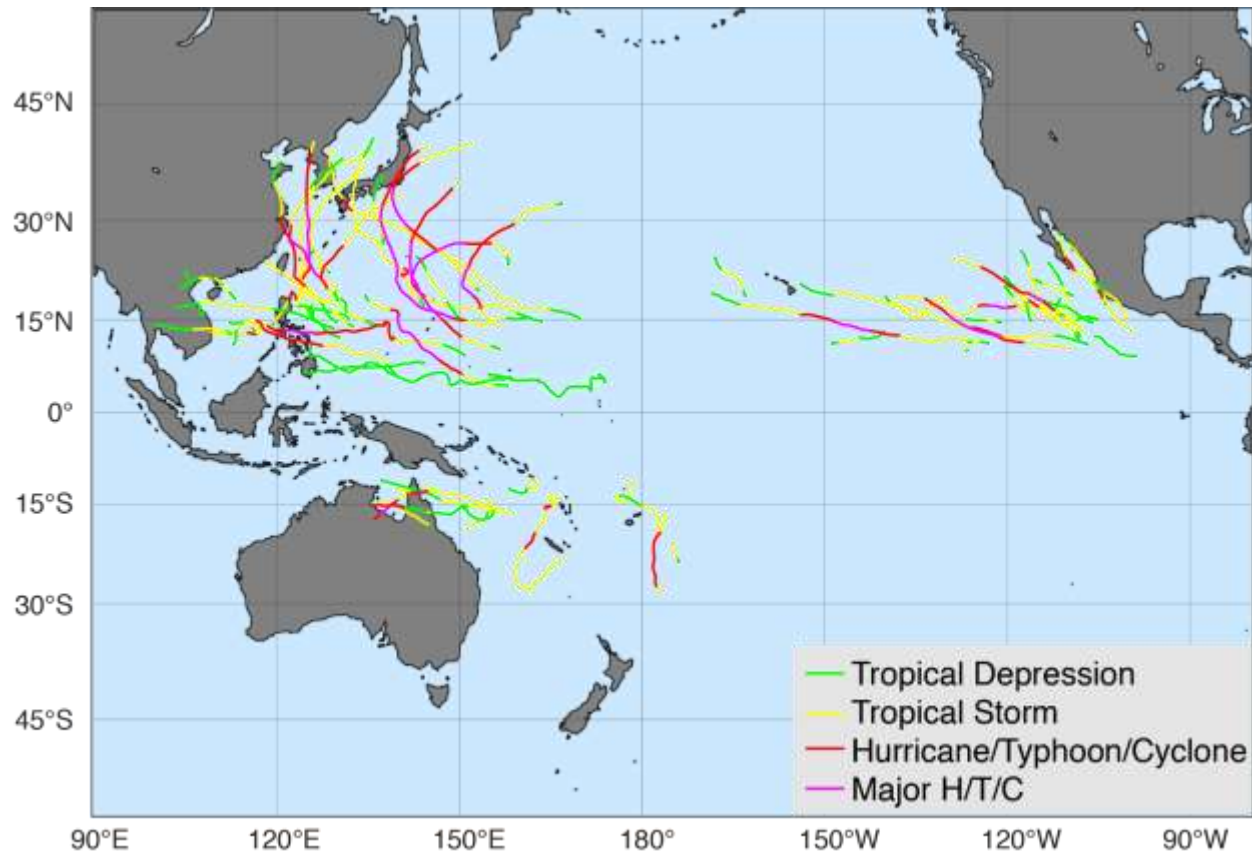 45°N
30°N
15°N
0°
15°S
30°S
45°S
Tropical Depression
Tropical Storm
Hurricane/Typhoon/Cyclone
Major H/T/C
90°E 120°E 150°E 180° 150°W 120°W 90°W